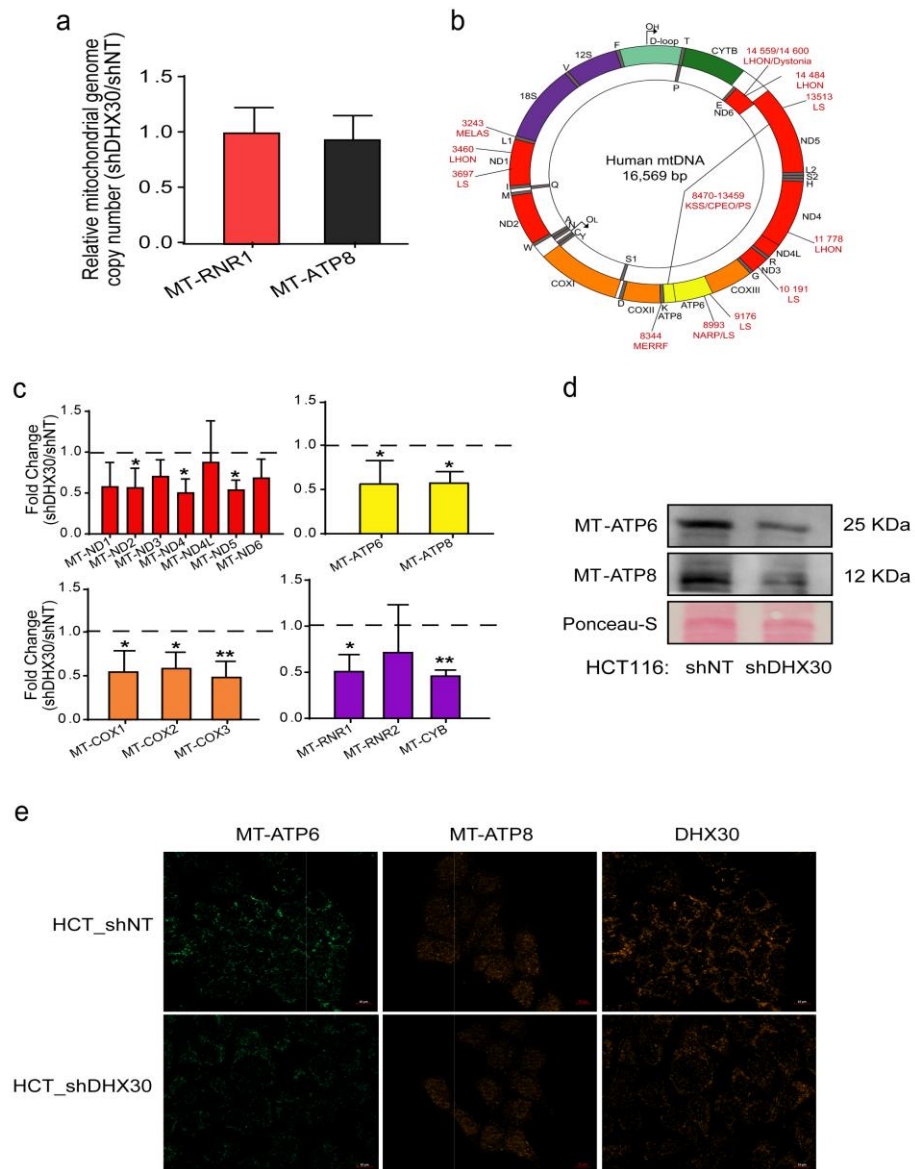 a
Relative mitochondrial genome
copy number (shDHX30/shNT)
1.5
1.0
0.5
0.0
MT-RNR1
MT-ATP8
b
OH
D-loop
T
F
12S
V
18S
CYTB
P
E
ND6
14 559/14 600
LHON/Dystonia
14 484
LHON
13513
LS
ND5
3243
MELAS
L1
3460
LHON
ND1
3697
LS
Human mtDNA
16,569 bp
8470-13459
KSS/CPEO/PS
L2
S2
H
I
M
Q
ND2
W
A
N
C
Y
OL
ND4
11 778
LHON
ND4L
R
ND3
G
10 191
LS
S1
COXI
D
COXII
K
ATP8
ATP6
COXIII
8344
MERRF
8993
NARP/LS
9176
LS
c
Fold Change
(shDHX30/shNT)
1.5
1.0
0.5
0.0
* * *
MT-ND1
MT-ND2
MT-ND3
MT-ND4
MT-ND4L
MT-ND5
MT-ND6
1.5
1.0
0.5
0.0
* *
MT-ATP6
MT-ATP8
Fold Change
(shDHX30/shNT)
1.5
1.0
0.5
0.0
* * **
MT-COX1
MT-COX2
MT-COX3
1.5
1.0
0.5
0.0
* **
MT-RNR1
MT-RNR2
MT-CYB
d
MT-ATP6 25 KDa
MT-ATP8 12 KDa
Ponceau-S
HCT116: shNT shDHX30
e
MT-ATP6 MT-ATP8 DHX30
HCT_shNT
HCT_shDHX30